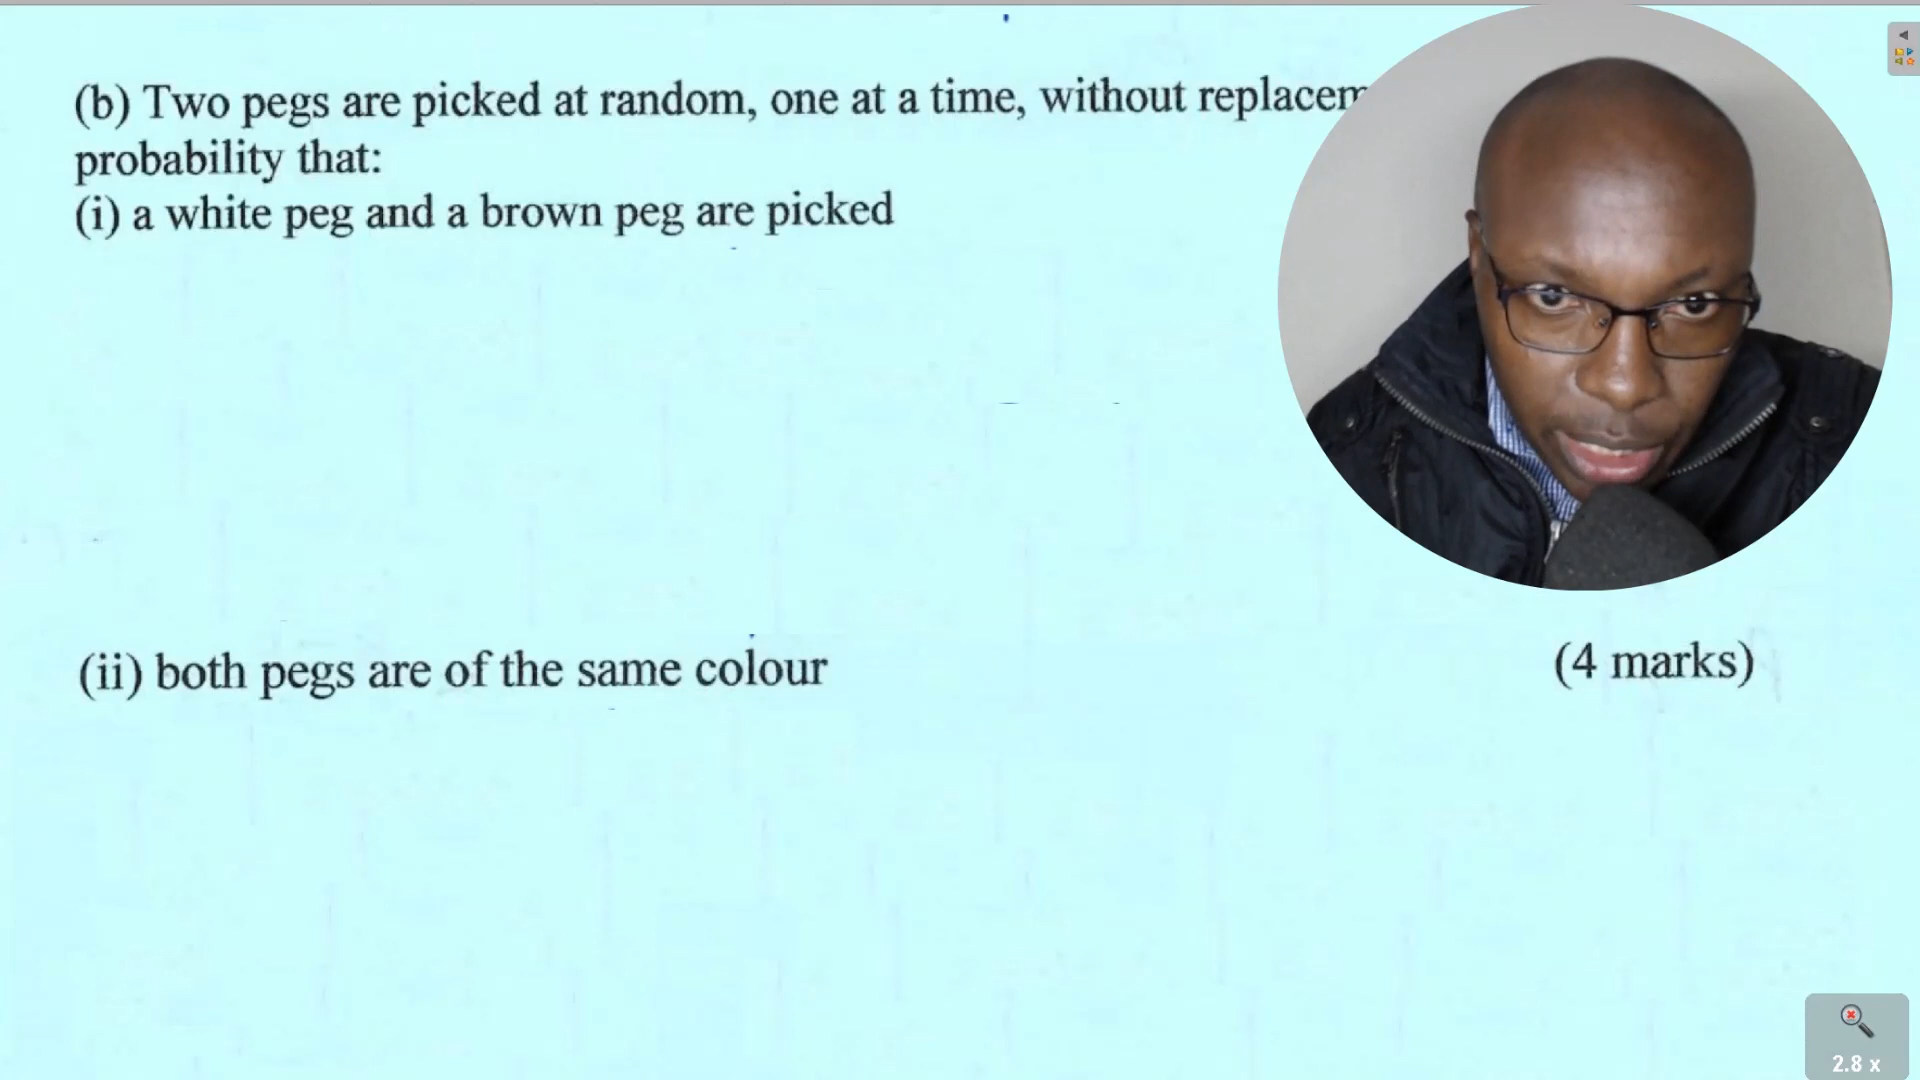 (b) Two pegs are picked at random, one at a time, without
probability that:
(i) a white peg and a brown peg are picked
(ii) both pegs are of the same colour (4 marks)
2.8 x